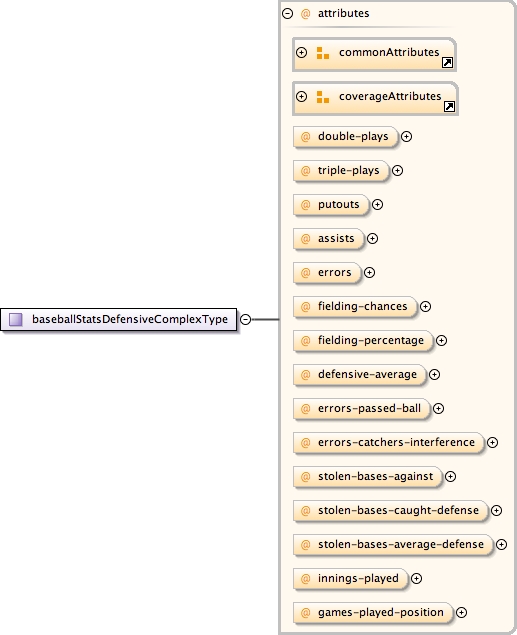 @ attributes
commonAttributes
coverageAttributes
@ double-plays
@ triple-plays
@ putouts
@ assists
@ errors
@ fielding-chances
baseballStatsDefensiveComplexType
@ fielding-percentage
@ defensive-average
@ errors-passed-ball
@ errors-catchers-interference
@ stolen-bases-against
@ stolen-bases-caught-defense
@ stolen-bases-average-defense
@ innings-played
@ games-played-position